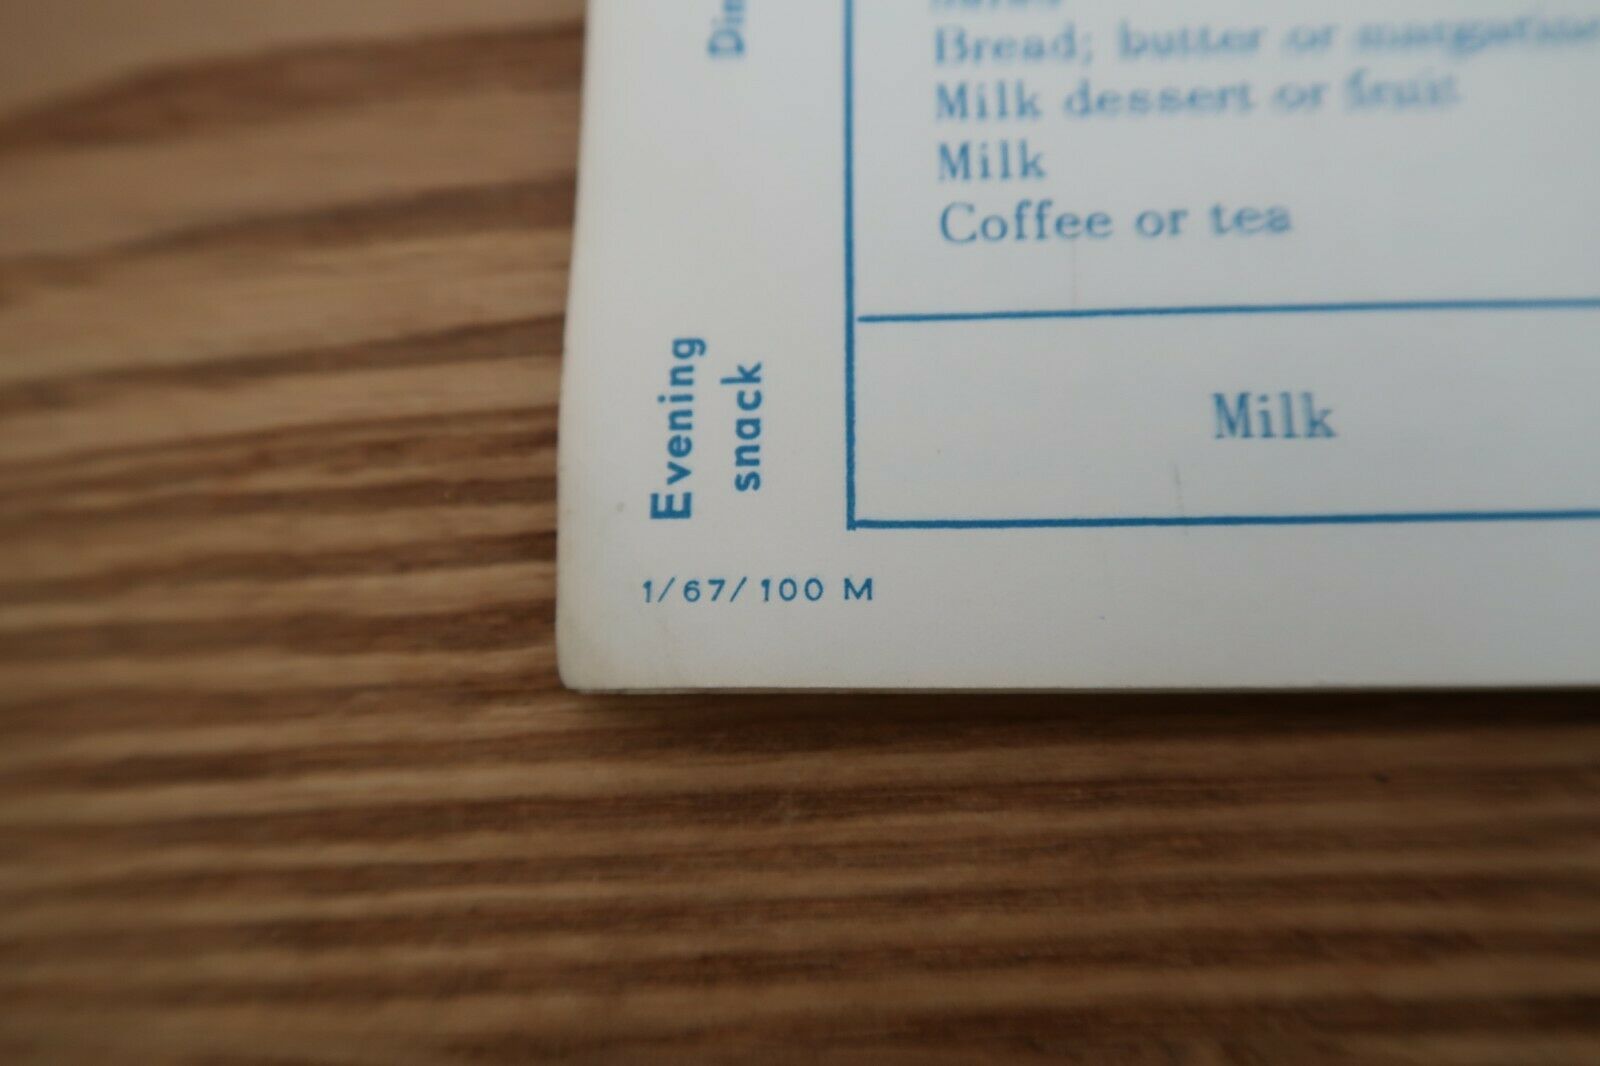 Bread; butter or margarine
Milk dessert or fruit
Milk
Coffee or tea
Evening
snack
Milk
1/67/100 M